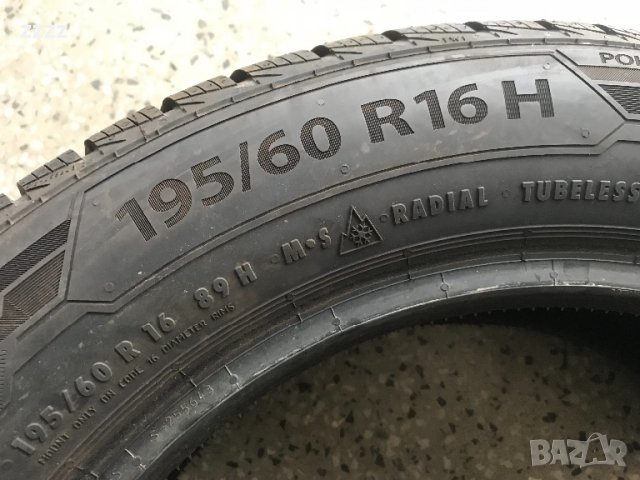 195/60 R16 H
195/60 R 16 89 H · M·S · RADIAL · TUBELESS
MOUNT ONLY ON CODE 16 DIAMETER RIMS
BAZAR